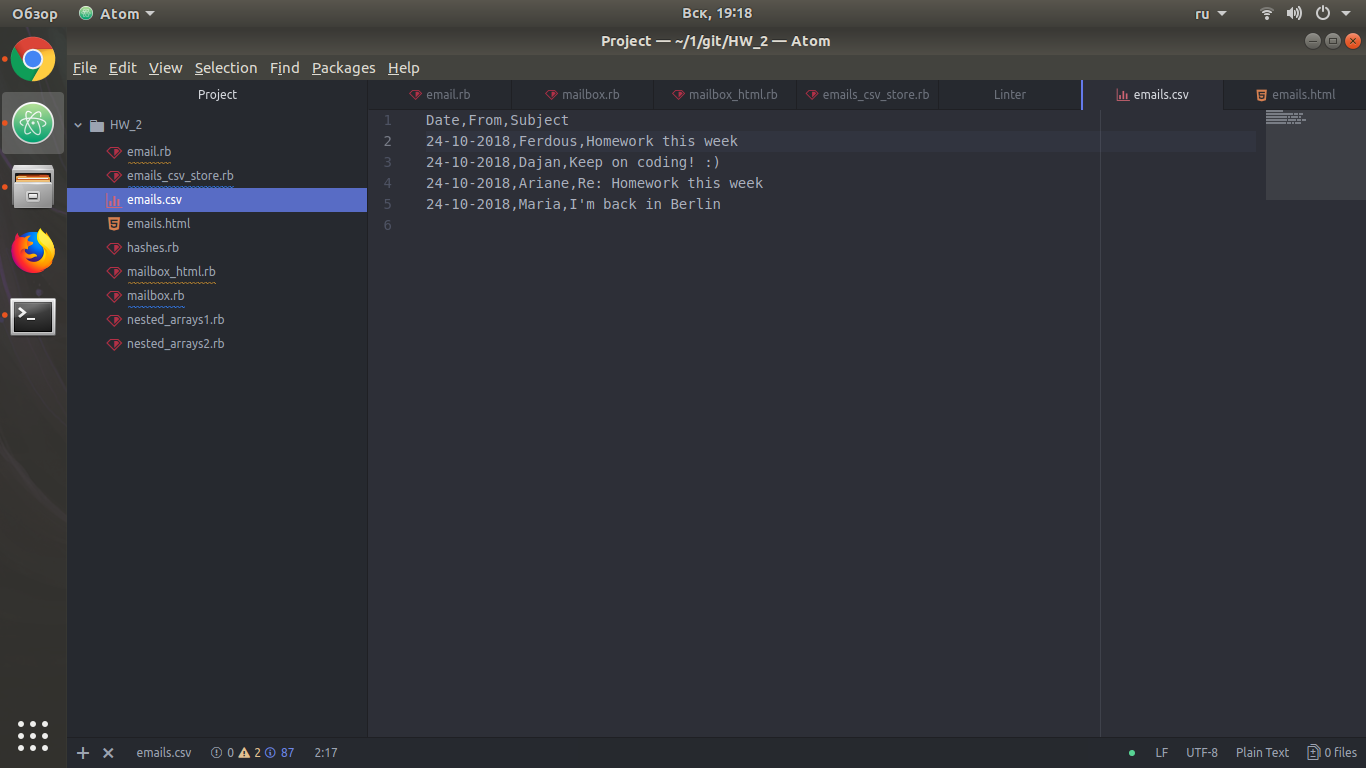 Обзор Atom Вск, 19:18 ru
Project — ~/1/git/HW_2 — Atom
File Edit View Selection Find Packages Help
Project
email.rb mailbox.rb mailbox_html.rb emails_csv_store.rb Linter emails.csv emails.html
HW_2
email.rb
emails_csv_store.rb
emails.csv
emails.html
hashes.rb
mailbox_html.rb
mailbox.rb
nested_arrays1.rb
nested_arrays2.rb
1 Date,From,Subject
2 24-10-2018,Ferdous,Homework this week
3 24-10-2018,Dajan,Keep on coding! :)
4 24-10-2018,Ariane,Re: Homework this week
5 24-10-2018,Maria,I'm back in Berlin
6
emails.csv 0 2 87 2:17 LF UTF-8 Plain Text 0 files